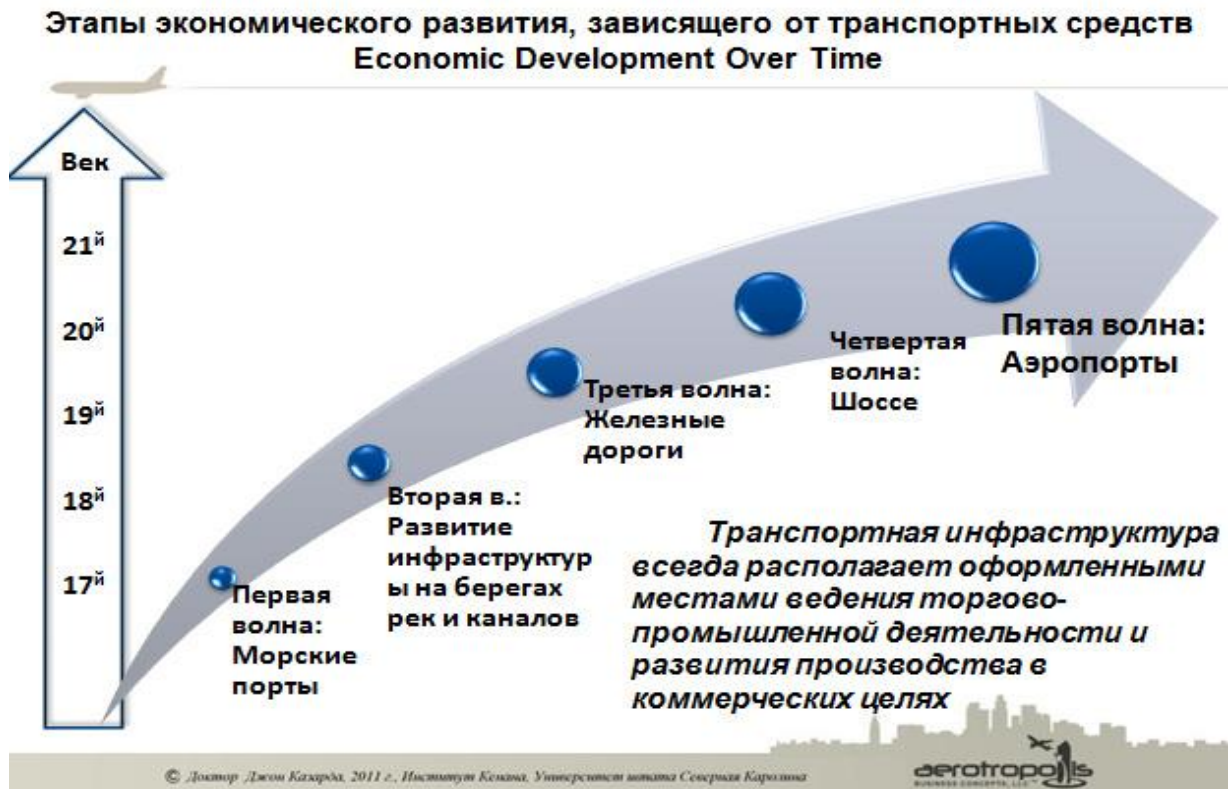 Этапы экономического развития, зависящего от транспортных средств
Economic Development Over Time
Век
21й
20й
19й
18й
17й
Первая
волна:
Морские
порты
Вторая в.:
Развитие
инфраструктур
ы на берегах
рек и каналов
Третья волна:
Железные
дороги
Четвертая
волна:
Шоссе
Пятая волна:
Аэропорты
Транспортная инфраструктура
всегда располагает оформленными
местами ведения торгово-
промышленной деятельности и
развития производства в
коммерческих целях
© Доктор Джон Казарда, 2011 г., Институт Кенана, Университет штата Северная Каролина
aerotropolis
BUSINESS CONCEPTS, LLC